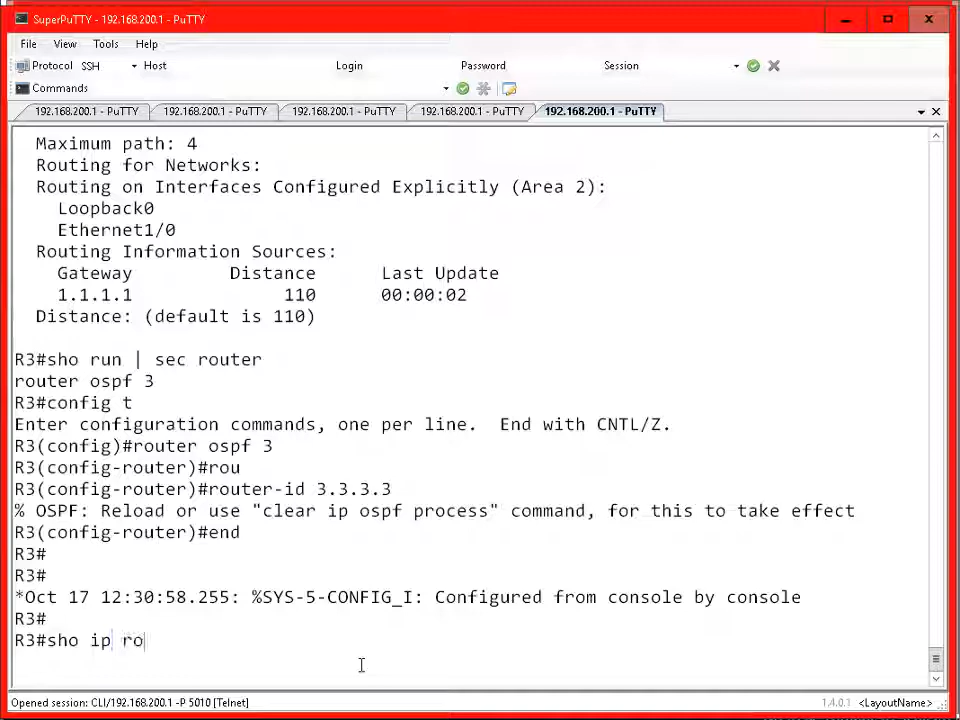 SuperPuTTY - 192.168.200.1 - PuTTY
File View Tools Help
Protocol SSH Host Login Password Session
Commands
192.168.200.1 - PuTTY 192.168.200.1 - PuTTY 192.168.200.1 - PuTTY 192.168.200.1 - PuTTY 192.168.200.1 - PuTTY
Maximum path: 4
Routing for Networks:
Routing on Interfaces Configured Explicitly (Area 2):
Loopback0
Ethernet1/0
Routing Information Sources:
Gateway Distance Last Update
1.1.1.1 110 00:00:02
Distance: (default is 110)
R3#sho run | sec router
router ospf 3
R3#config t
Enter configuration commands, one per line. End with CNTL/Z.
R3(config)#router ospf 3
R3(config-router)#rou
R3(config-router)#router-id 3.3.3.3
% OSPF: Reload or use "clear ip ospf process" command, for this to take effect
R3(config-router)#end
R3#
R3#
*Oct 17 12:30:58.255: %SYS-5-CONFIG_I: Configured from console by console
R3#
R3#sho ip ro
Opened session: CLI/192.168.200.1 -P 5010 [Telnet] 1.4.0.1 <LayoutName>